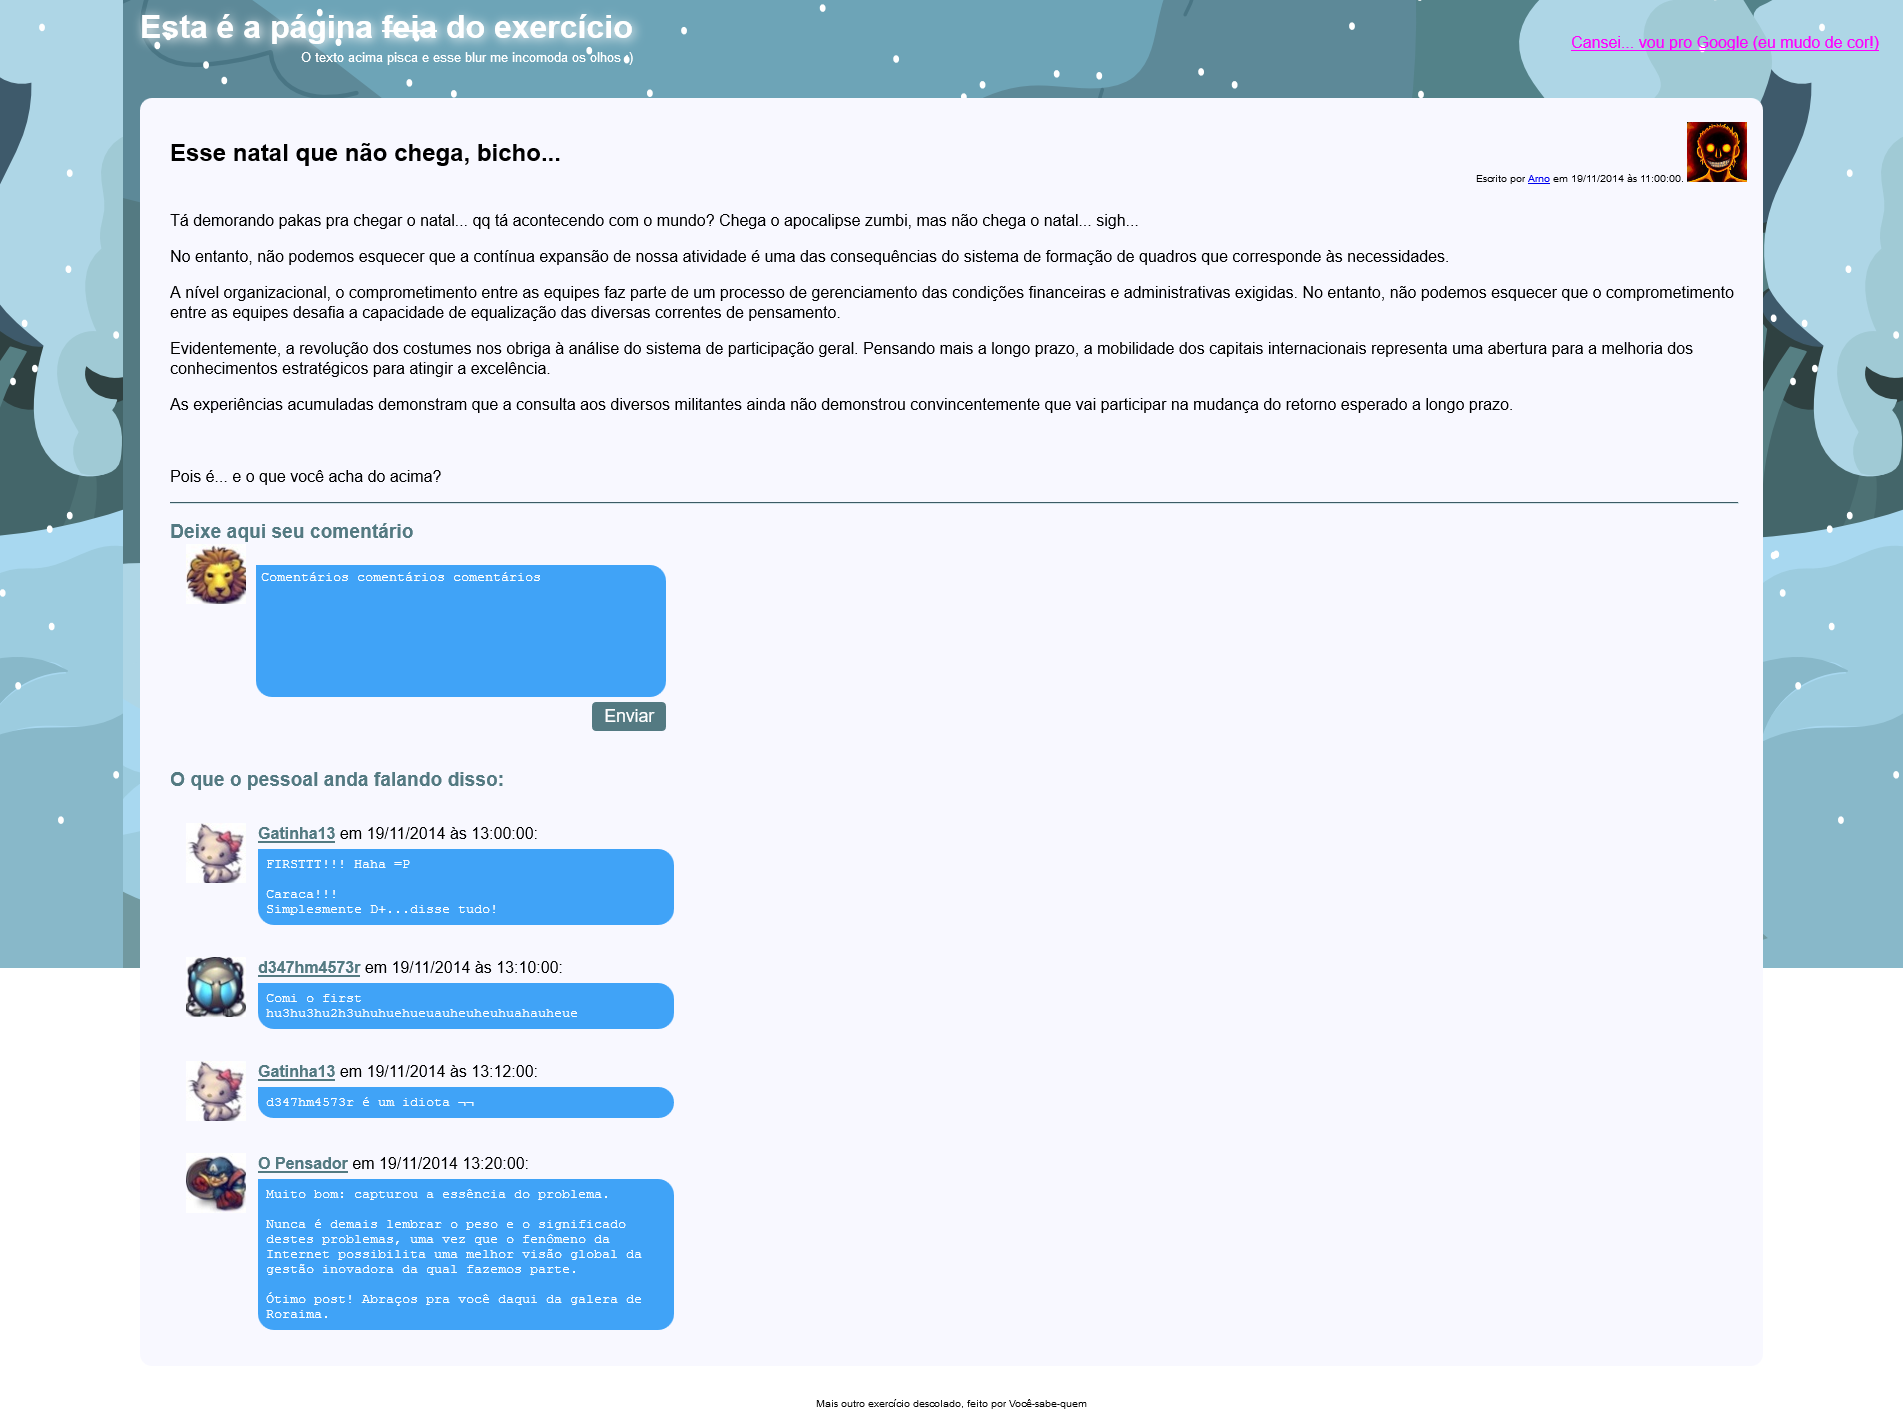 Esta é a página feia do exercício
O texto acima pisca e esse blur me incomoda os olhos ;)
Cansei... vou pro Google (eu mudo de cor!)
Esse natal que não chega, bicho...
Escrito por Arno em 19/11/2014 às 11:00:00.
Tá demorando pakas pra chegar o natal... qq tá acontecendo com o mundo? Chega o apocalipse zumbi, mas não chega o natal... sigh...
No entanto, não podemos esquecer que a contínua expansão de nossa atividade é uma das consequências do sistema de formação de quadros que corresponde às necessidades.
A nível organizacional, o comprometimento entre as equipes faz parte de um processo de gerenciamento das condições financeiras e administrativas exigidas. No entanto, não podemos esquecer que o comprometimento
entre as equipes desafia a capacidade de equalização das diversas correntes de pensamento.
Evidentemente, a revolução dos costumes nos obriga à análise do sistema de participação geral. Pensando mais a longo prazo, a mobilidade dos capitais internacionais representa uma abertura para a melhoria dos
conhecimentos estratégicos para atingir a excelência.
As experiências acumuladas demonstram que a consulta aos diversos militantes ainda não demonstrou convincentemente que vai participar na mudança do retorno esperado a longo prazo.
Pois é... e o que você acha do acima?
Deixe aqui seu comentário
Comentários comentários comentários
Enviar
O que o pessoal anda falando disso:
Gatinha13 em 19/11/2014 às 13:00:00:
FIRSTTT!!! Haha =P
Caraca!!!
Simplesmente D+...disse tudo!
d347hm4573r em 19/11/2014 às 13:10:00:
Comi o first
hu3hu3hu2h3uhuhuehueuauheuheuhuahauheue
Gatinha13 em 19/11/2014 às 13:12:00:
d347hm4573r é um idiota ¬¬
O Pensador em 19/11/2014 13:20:00:
Muito bom: capturou a essência do problema.
Nunca é demais lembrar o peso e o significado
destes problemas, uma vez que o fenômeno da
Internet possibilita uma melhor visão global da
gestão inovadora da qual fazemos parte.
Ótimo post! Abraços pra você daqui da galera de
Roraima.
Mais outro exercício descolado, feito por Você-sabe-quem